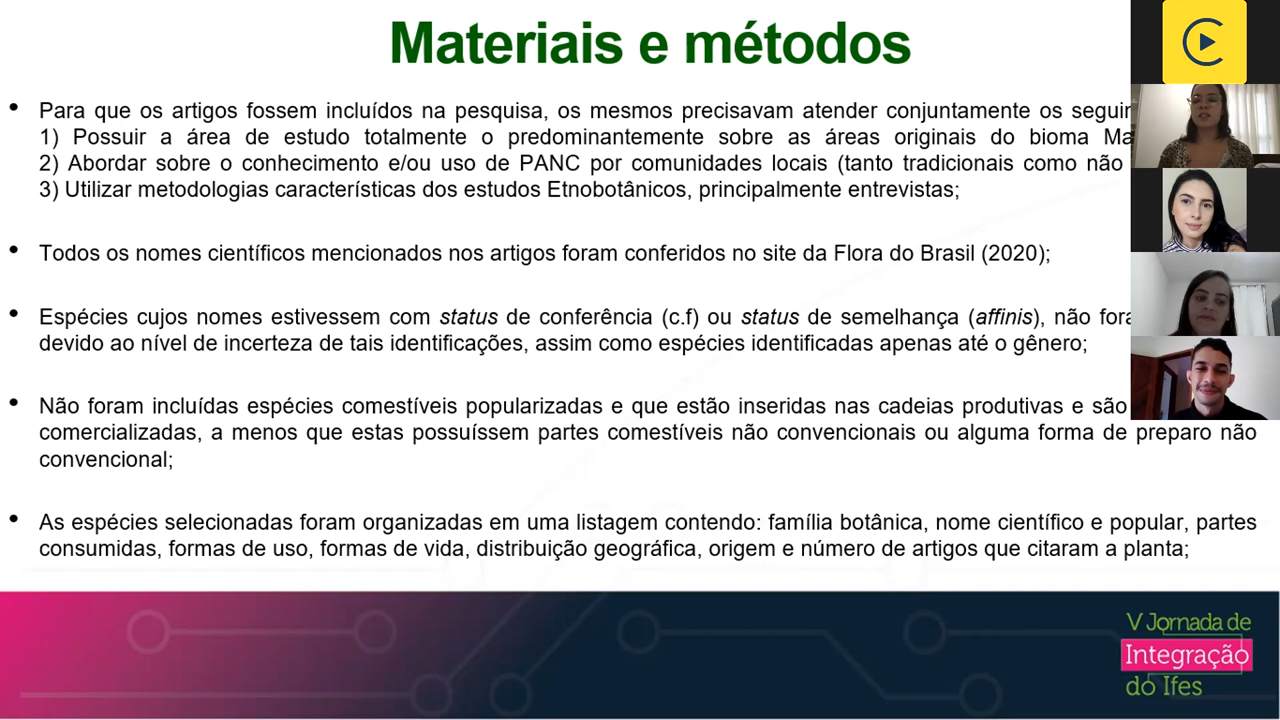 Materiais e métodos
• Para que os artigos fossem incluídos na pesquisa, os mesmos precisavam atender conjuntamente os
1) Possuir a área de estudo totalmente o predominantemente sobre as áreas originais do bioma
2) Abordar sobre o conhecimento e/ou uso de PANC por comunidades locais (tanto tradicionais como não
3) Utilizar metodologias características dos estudos Etnobotânicos, principalmente entrevistas;
• Todos os nomes científicos mencionados nos artigos foram conferidos no site da Flora do Brasil (2020);
• Espécies cujos nomes estivessem com status de conferência (c.f) ou status de semelhança (affinis), não
devido ao nível de incerteza de tais identificações, assim como espécies identificadas apenas até o gênero;
• Não foram incluídas espécies comestíveis popularizadas e que estão inseridas nas cadeias produtivas e são
comercializadas, a menos que estas possuíssem partes comestíveis não convencionais ou alguma forma de preparo não
convencional;
• As espécies selecionadas foram organizadas em uma listagem contendo: família botânica, nome científico e popular, partes
consumidas, formas de uso, formas de vida, distribuição geográfica, origem e número de artigos que citaram a planta;
V Jornada de
Integração
do Ifes